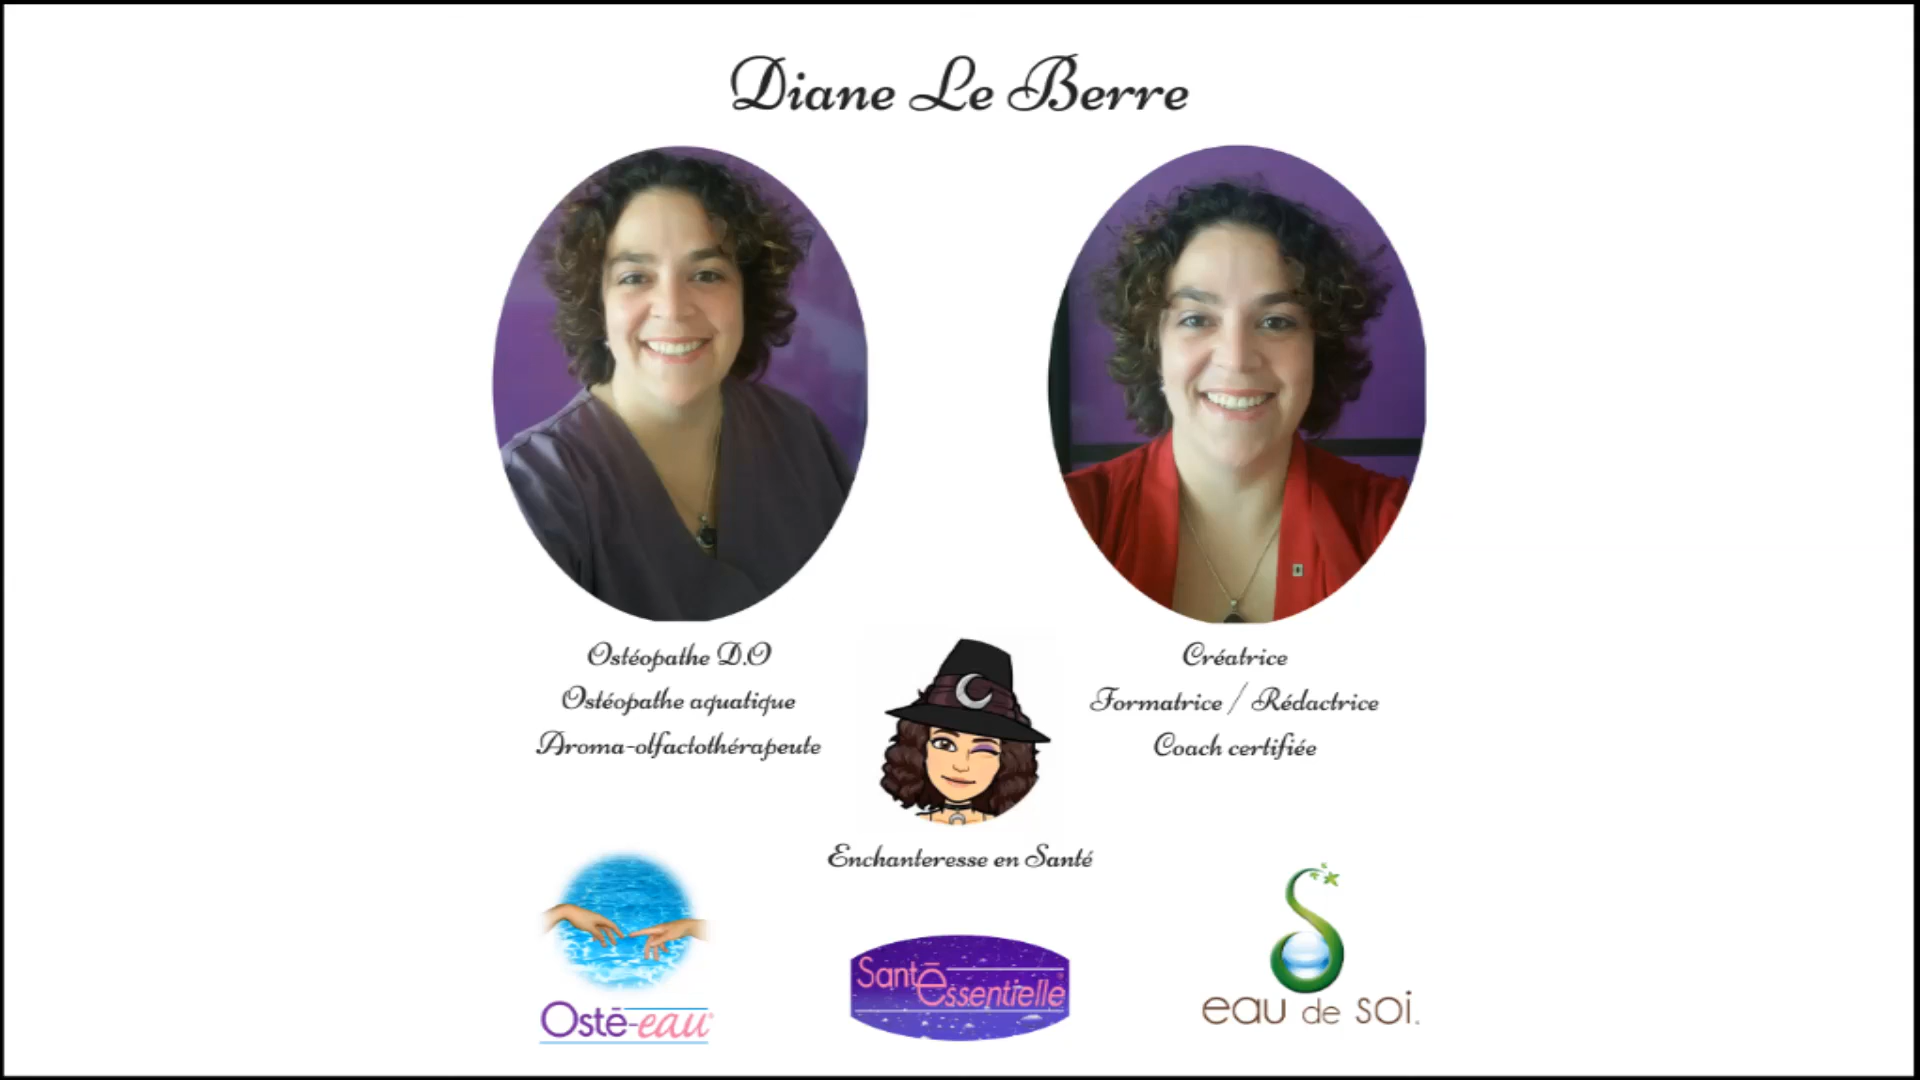 Diane Le Berre
Ostéopathe D.O
Ostéopathe aquatique
Aroma-olfactothérapeute
Créatrice
Formatrice / Rédactrice
Coach certifiée
Enchanteresse en Santé
Ostē-eau®
Santē essentielle®
eau de soi.